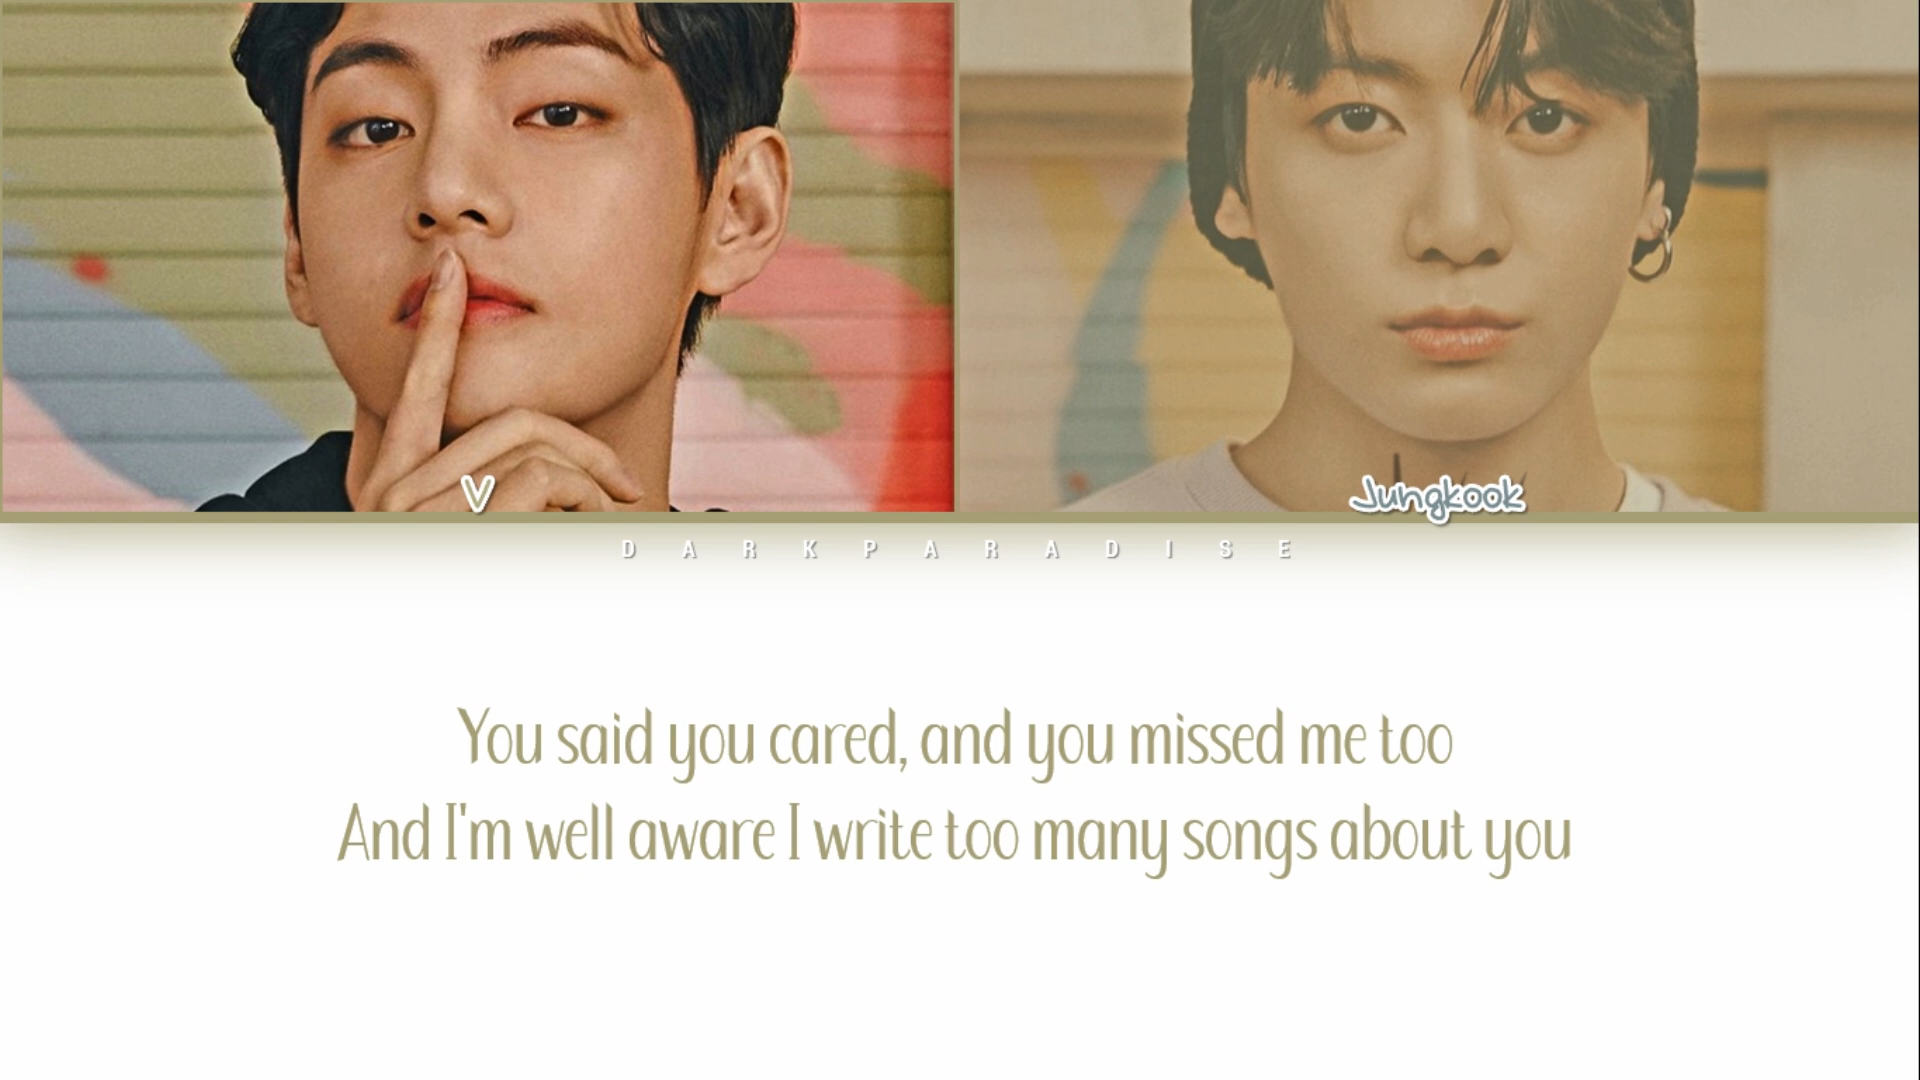 V
Jungkook
DARKPARADISE
You said you cared, and you missed me too
And I'm well aware I write too many songs about you